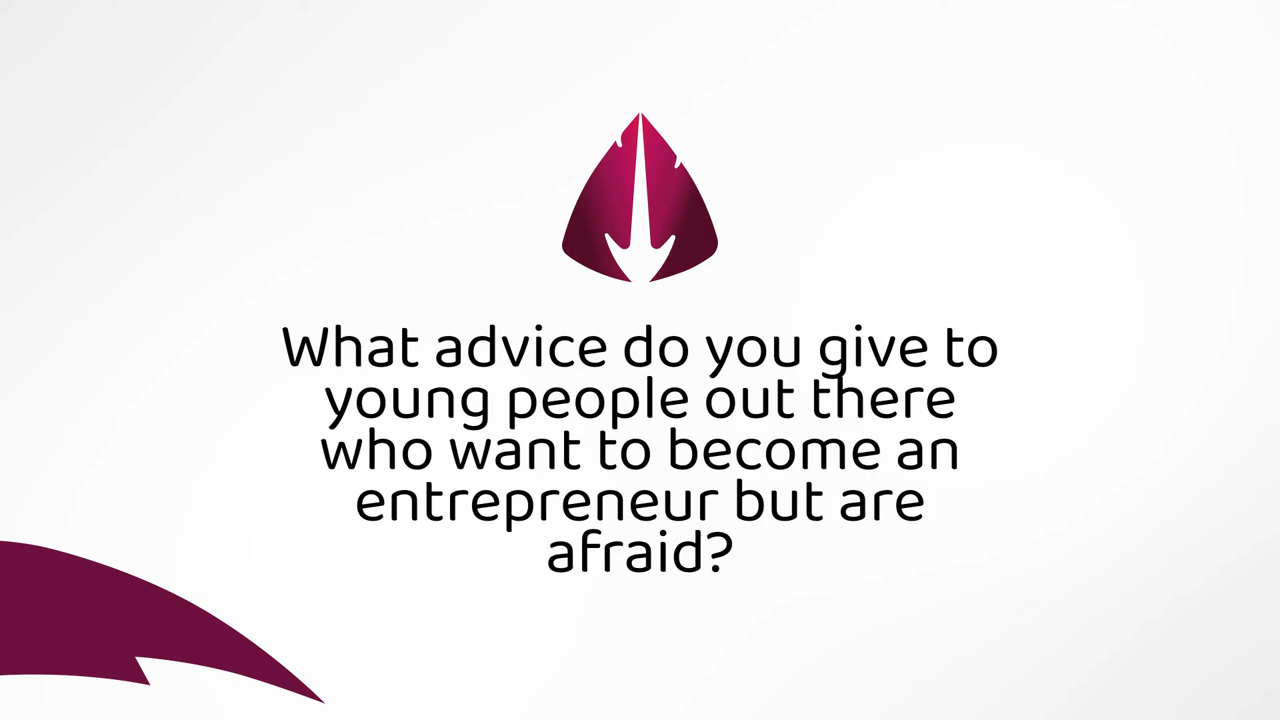 What advice do you give to
young people out there
who want to become an
entrepreneur but are
afraid?